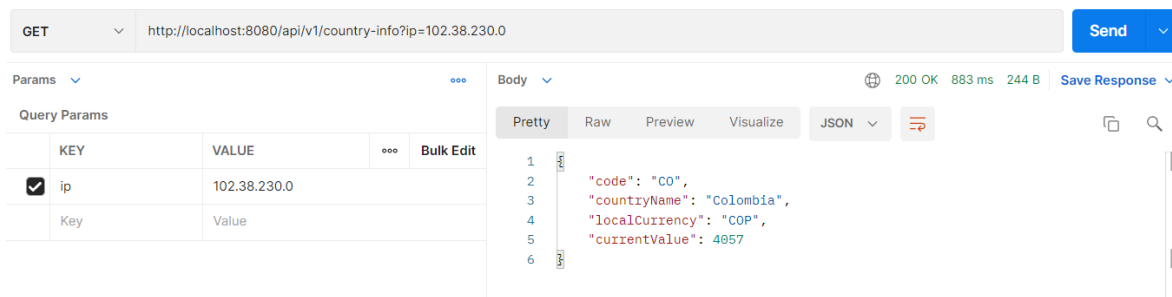 GET http://localhost:8080/api/v1/country-info?ip=102.38.230.0 Send
Params ooo
Query Params
KEY VALUE ooo Bulk Edit
ip 102.38.230.0
Key Value
Body 200 OK 883 ms 244 B Save Response
Pretty Raw Preview Visualize JSON
1 {
2 "code": "CO",
3 "countryName": "Colombia",
4 "localCurrency": "COP",
5 "currentValue": 4057
6 }